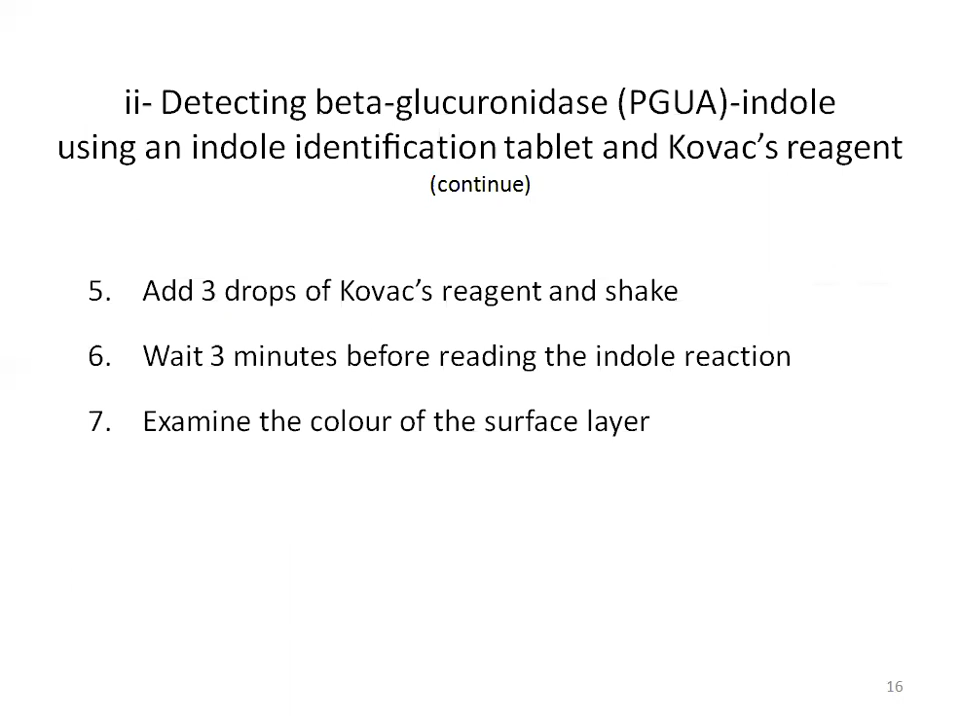 ii- Detecting beta-glucuronidase (PGUA)-indole
using an indole identification tablet and Kovac’s reagent
(continue)
5. Add 3 drops of Kovac’s reagent and shake
6. Wait 3 minutes before reading the indole reaction
7. Examine the colour of the surface layer
16